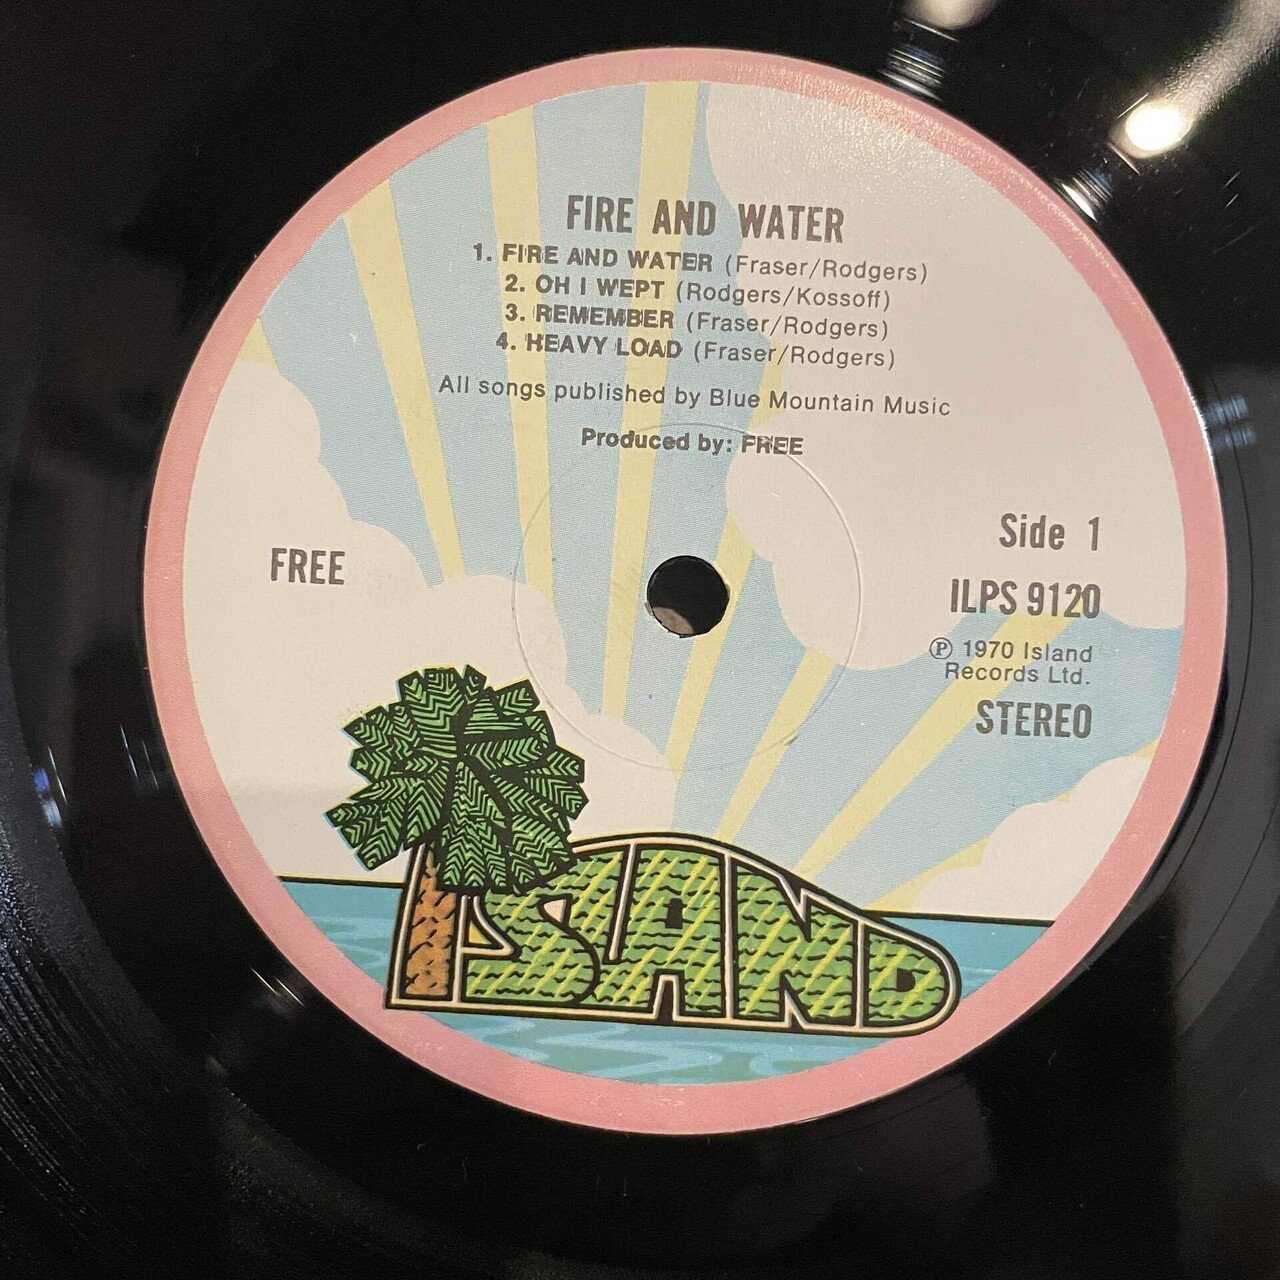 FIRE AND WATER
1. FIRE AND WATER (Fraser/Rodgers)
2. OH I WEPT (Rodgers/Kossoff)
3. REMEMBER (Fraser/Rodgers)
4. HEAVY LOAD (Fraser/Rodgers)
All songs published by Blue Mountain Music
Produced by: FREE
FREE
Side 1
ILPS 9120
Ⓟ 1970 Island
Records Ltd.
STEREO
ISLAND